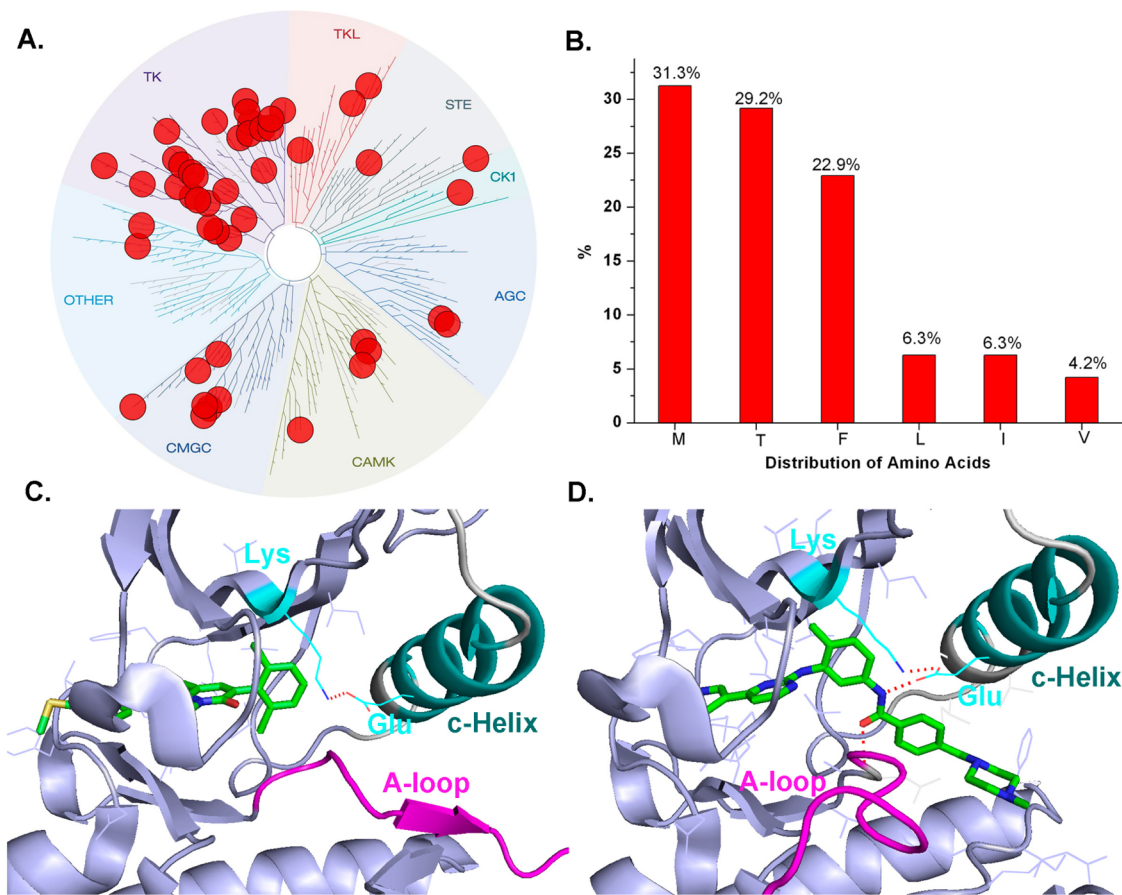 A.
TKL
TK
STE
CK1
OTHER
AGC
CMGC
CAMK
B.
31.3%
29.2%
22.9%
6.3%
6.3%
4.2%
30
25
20
15
10
5
0
%
M T F L I V
Distribution of Amino Acids
C.
Lys
Glu
c-Helix
A-loop
D.
Lys
Glu
c-Helix
A-loop